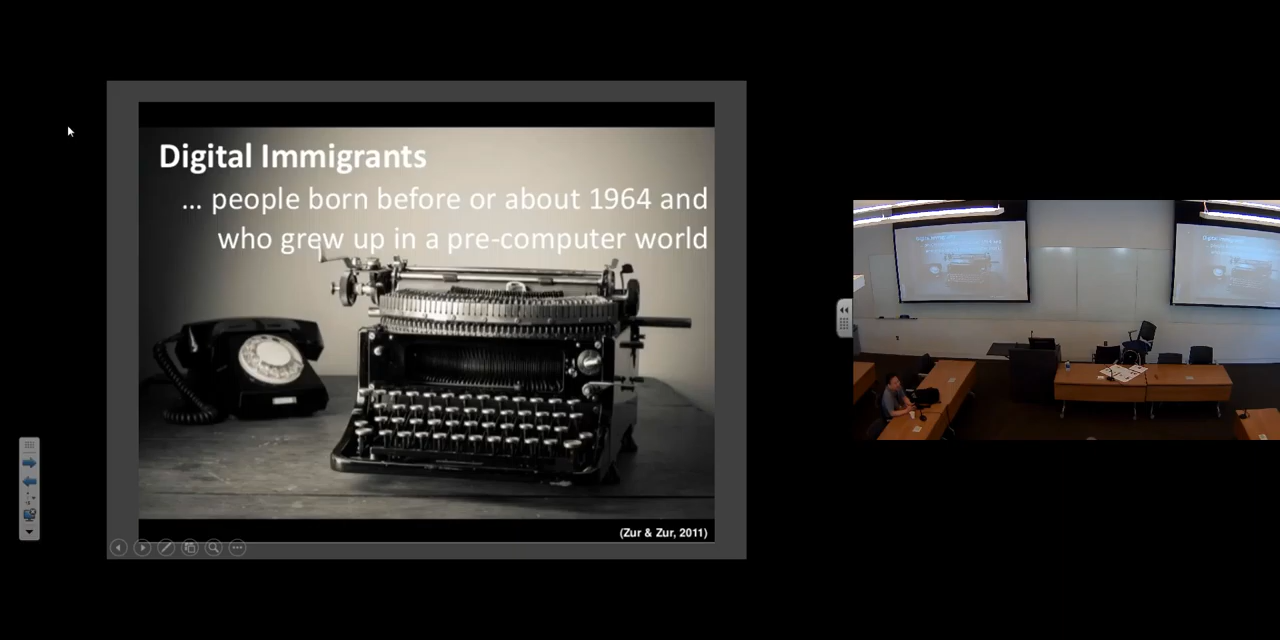 Digital Immigrants
... people born before or about 1964 and
who grew up in a pre-computer world
(Zur & Zur, 2011)